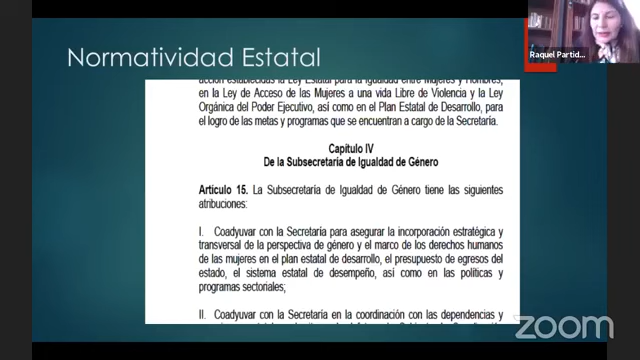 Normatividad Estatal
Raquel Partid...
acción establecidas la Ley Estatal para la Igualdad entre Mujeres y Hombres,
en la Ley de Acceso de las Mujeres a una vida Libre de Violencia y la Ley
Orgánica del Poder Ejecutivo, así como en el Plan Estatal de Desarrollo, para
el logro de las metas y programas que se encuentran a cargo de la Secretaría.
Capítulo IV
De la Subsecretaría de Igualdad de Género
Artículo 15. La Subsecretaría de Igualdad de Género tiene las siguientes
atribuciones:
I. Coadyuvar con la Secretaría para asegurar la incorporación estratégica y
transversal de la perspectiva de género y el marco de los derechos humanos
de las mujeres en el plan estatal de desarrollo, el presupuesto de egresos del
estado, el sistema estatal de desempeño, así como en las políticas y
programas sectoriales;
II. Coadyuvar con la Secretaría en la coordinación con las dependencias y
zoom